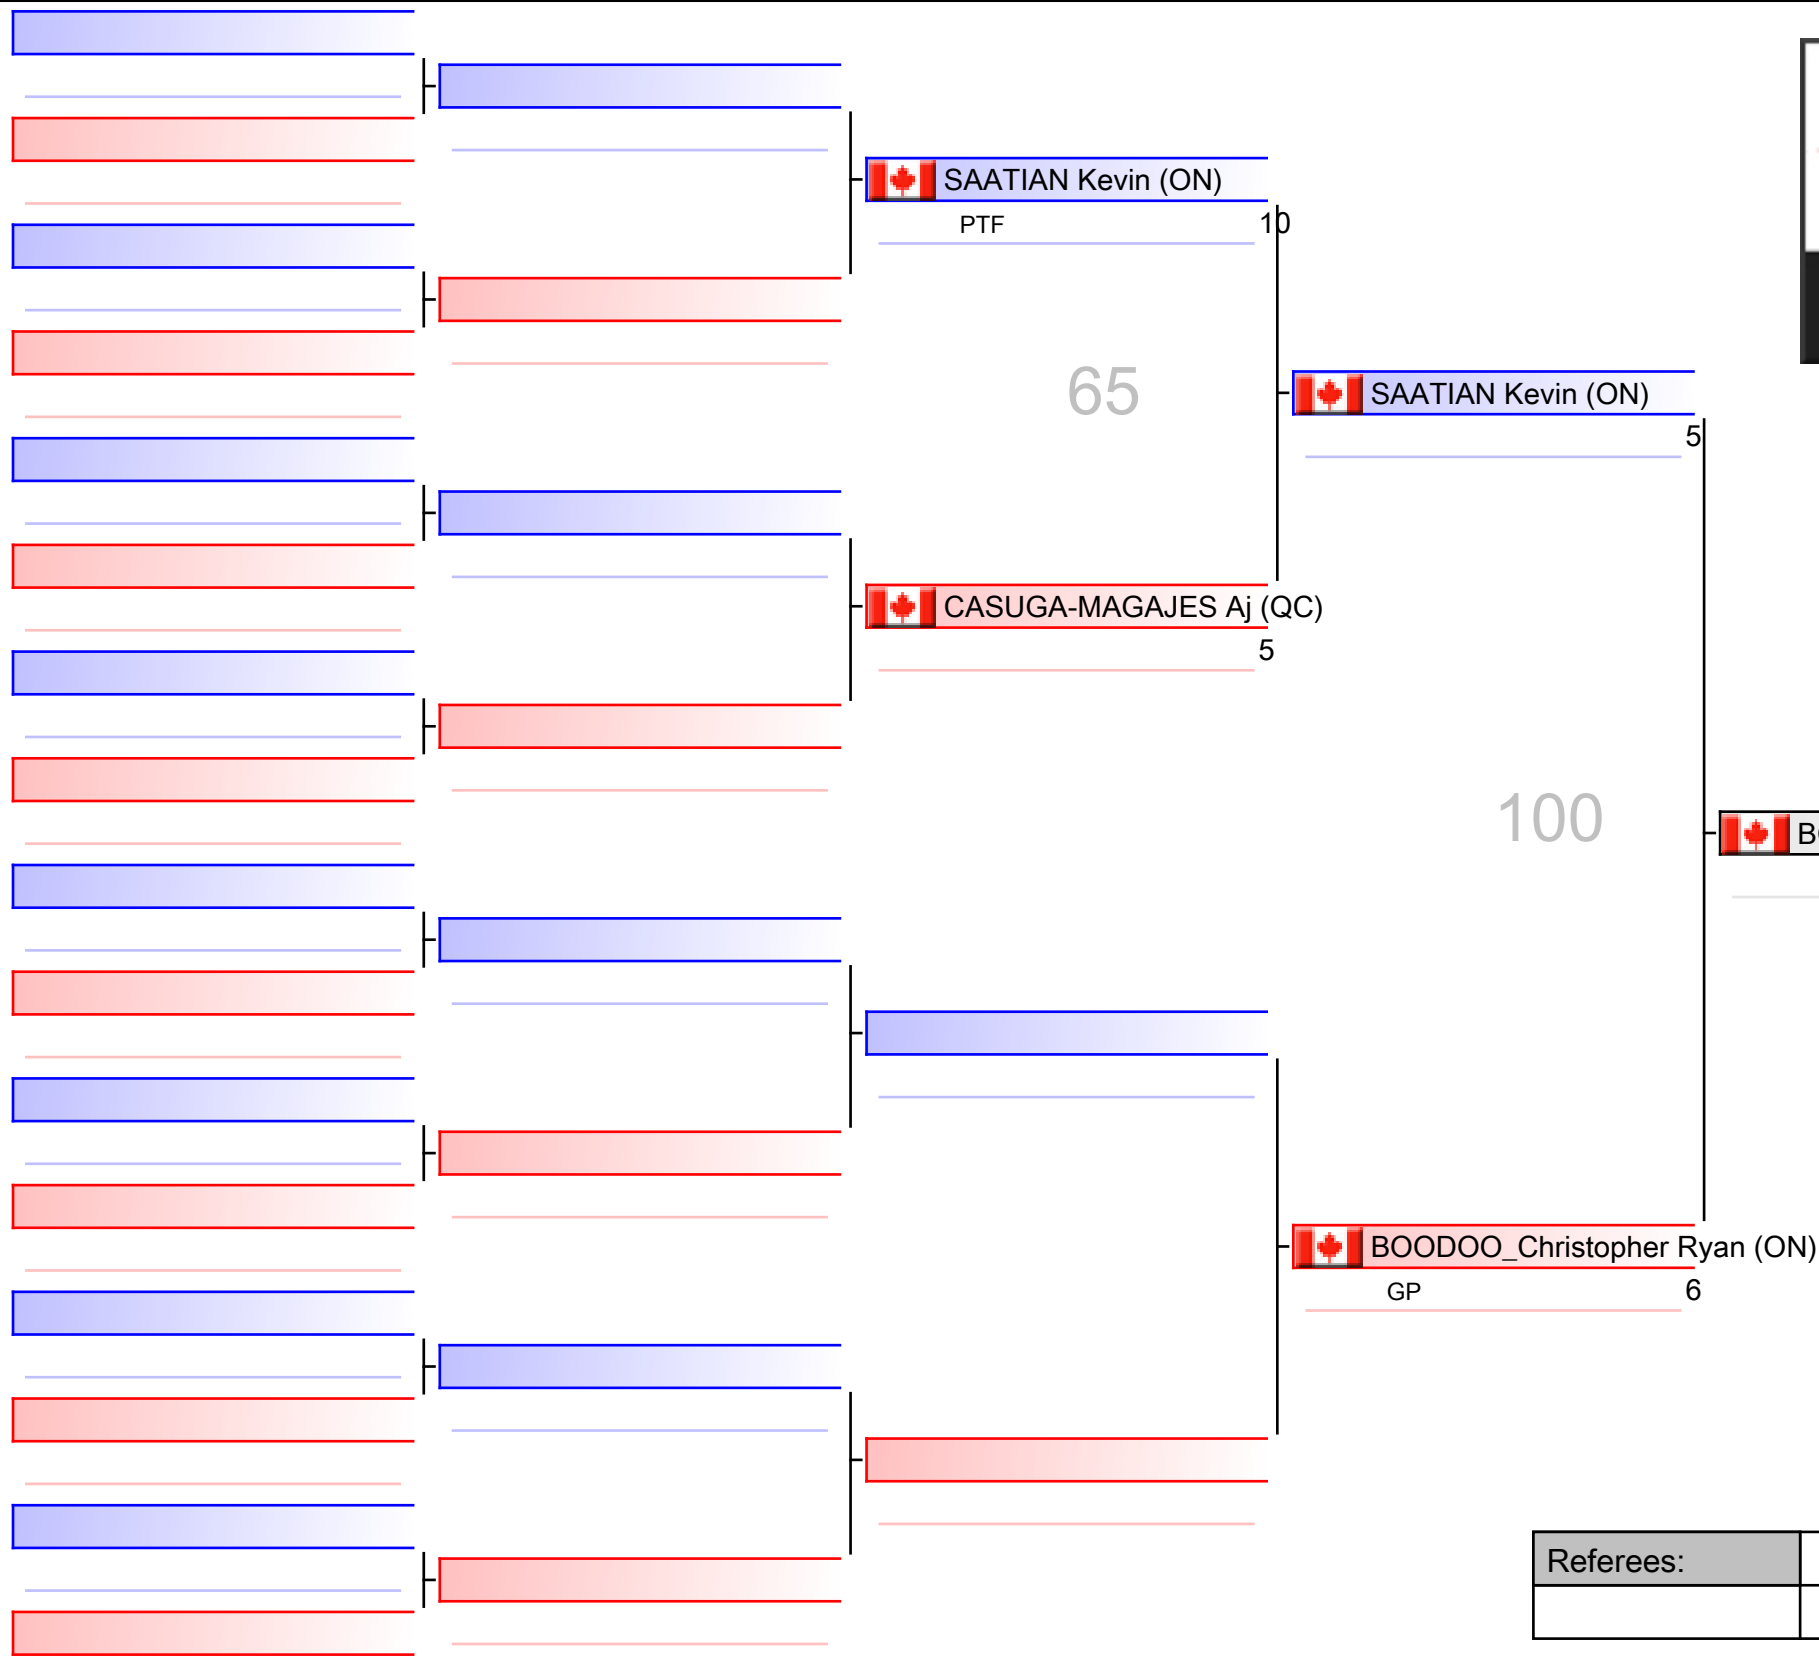 SAATIAN Kevin (ON)
PTF 10
65
SAATIAN Kevin (ON)
5
CASUGA-MAGAJES Aj (QC)
5
100
BOODOO_Christopher Ryan (ON)
GP 6
Referees: